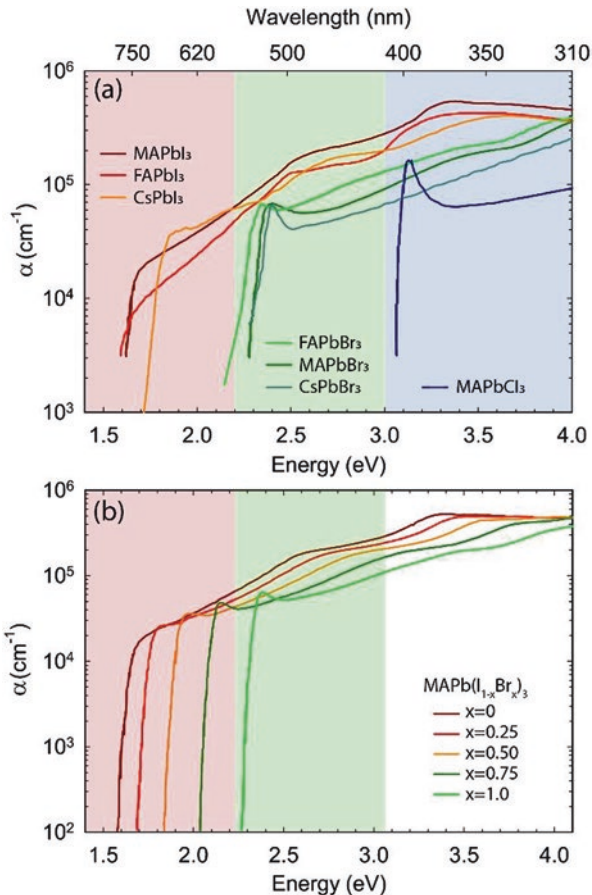 Wavelength (nm)
750 620 500 400 350 310
10⁶
(a)
MAPbI₃
FAPbI₃
CsPbI₃
10⁵
α (cm⁻¹)
10⁴
FAPbBr₃
MAPbBr₃
CsPbBr₃
MAPbCl₃
10³
1.5 2.0 2.5 3.0 3.5 4.0
Energy (eV)
10⁶
(b)
10⁵
α(cm⁻¹)
10⁴
MAPb(I₁₋ₓBrₓ)₃
x=0
x=0.25
10³
x=0.50
x=0.75
x=1.0
10²
1.5 2.0 2.5 3.0 3.5 4.0
Energy (eV)